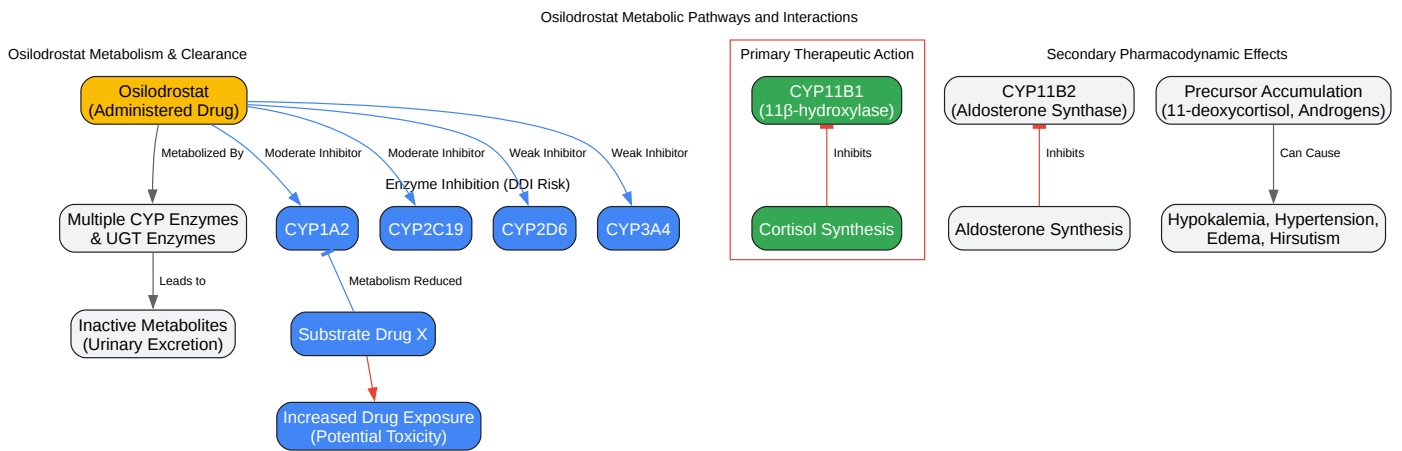 Osilodrostat Metabolic Pathways and Interactions
Osilodrostat Metabolism & Clearance
Primary Therapeutic Action
Secondary Pharmacodynamic Effects
Osilodrostat
(Administered Drug)
CYP11B1
(11β-hydroxylase)
CYP11B2
(Aldosterone Synthase)
Precursor Accumulation
(11-deoxycortisol, Androgens)
Metabolized By
Moderate Inhibitor
Moderate Inhibitor
Weak Inhibitor
Weak Inhibitor
Inhibits
Inhibits
Can Cause
Enzyme Inhibition (DDI Risk)
Multiple CYP Enzymes
& UGT Enzymes
CYP1A2
CYP2C19
CYP2D6
CYP3A4
Cortisol Synthesis
Aldosterone Synthesis
Hypokalemia, Hypertension,
Edema, Hirsutism
Leads to
Metabolism Reduced
Inactive Metabolites
(Urinary Excretion)
Substrate Drug X
Increased Drug Exposure
(Potential Toxicity)